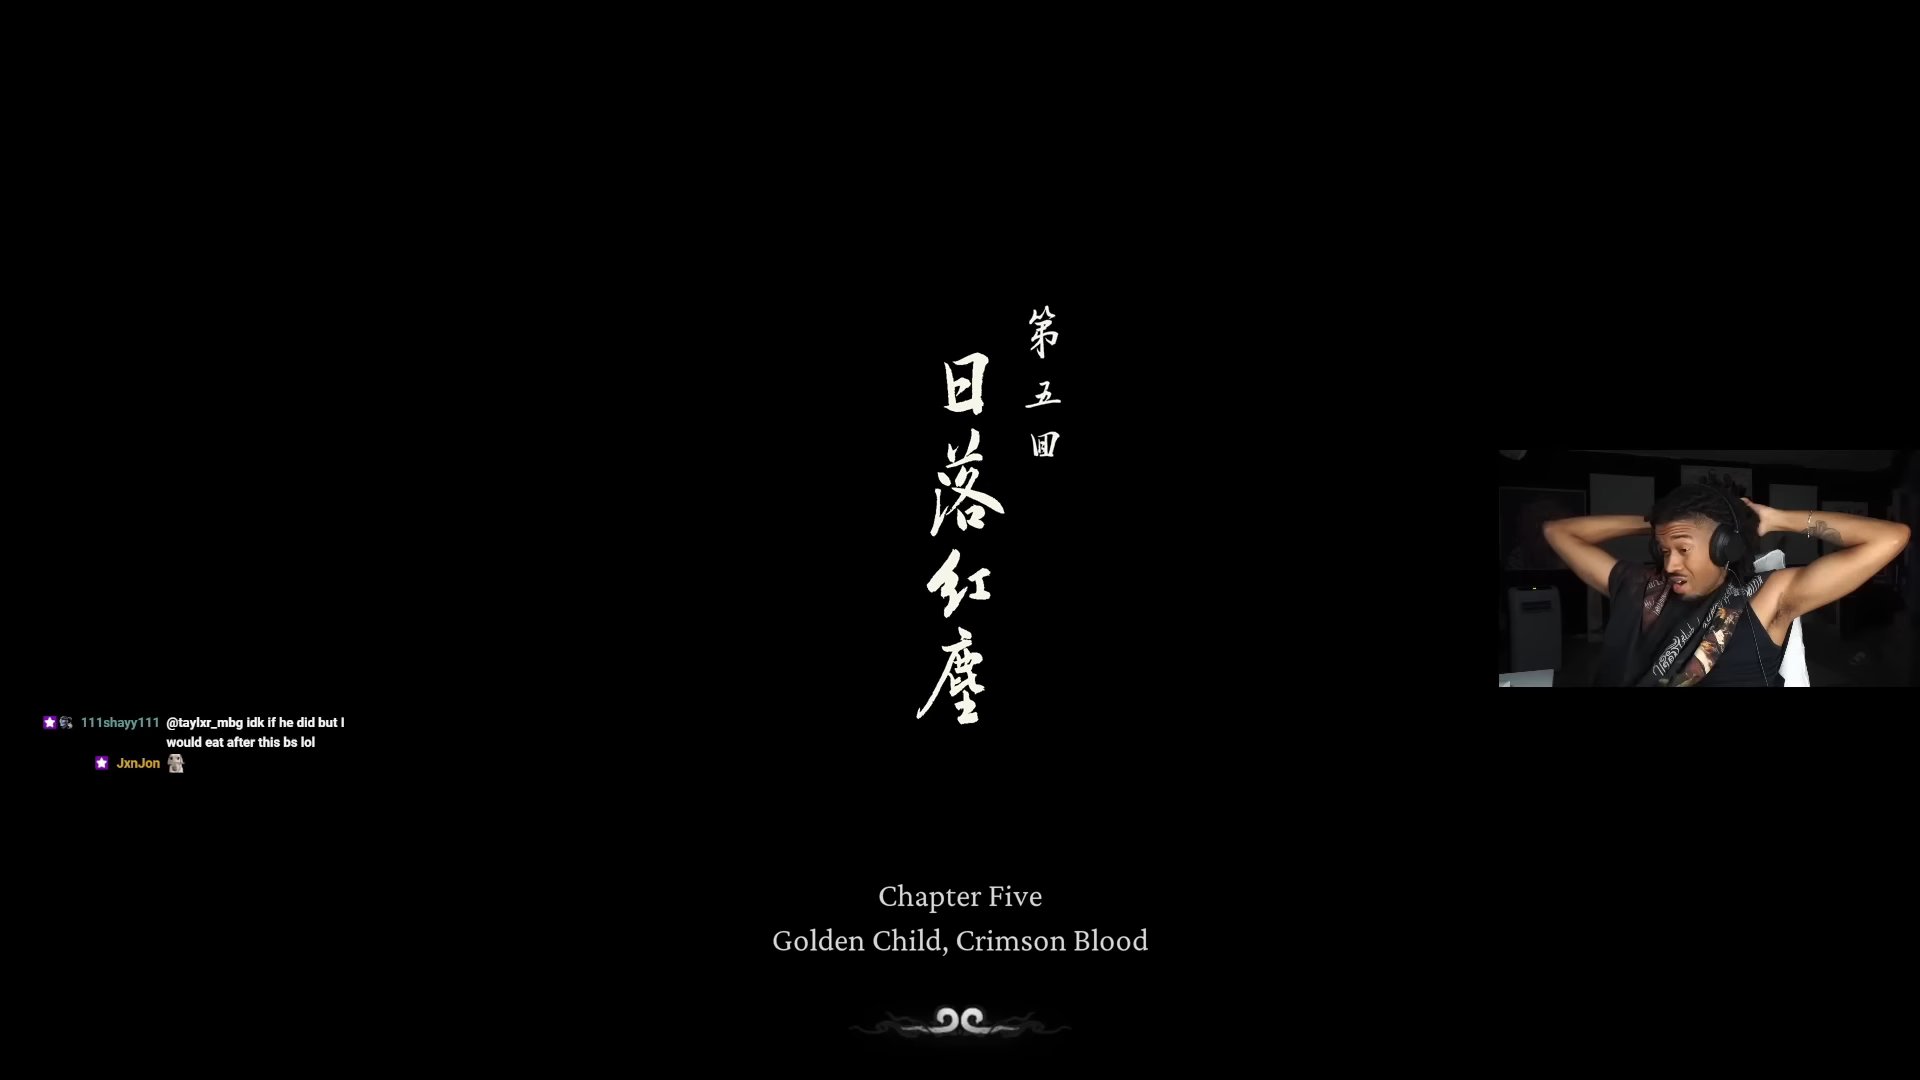 第五回
日落红塵
111shayy111 @taylxr_mbg idk if he did but I
would eat after this bs lol
JxnJon
Chapter Five
Golden Child, Crimson Blood